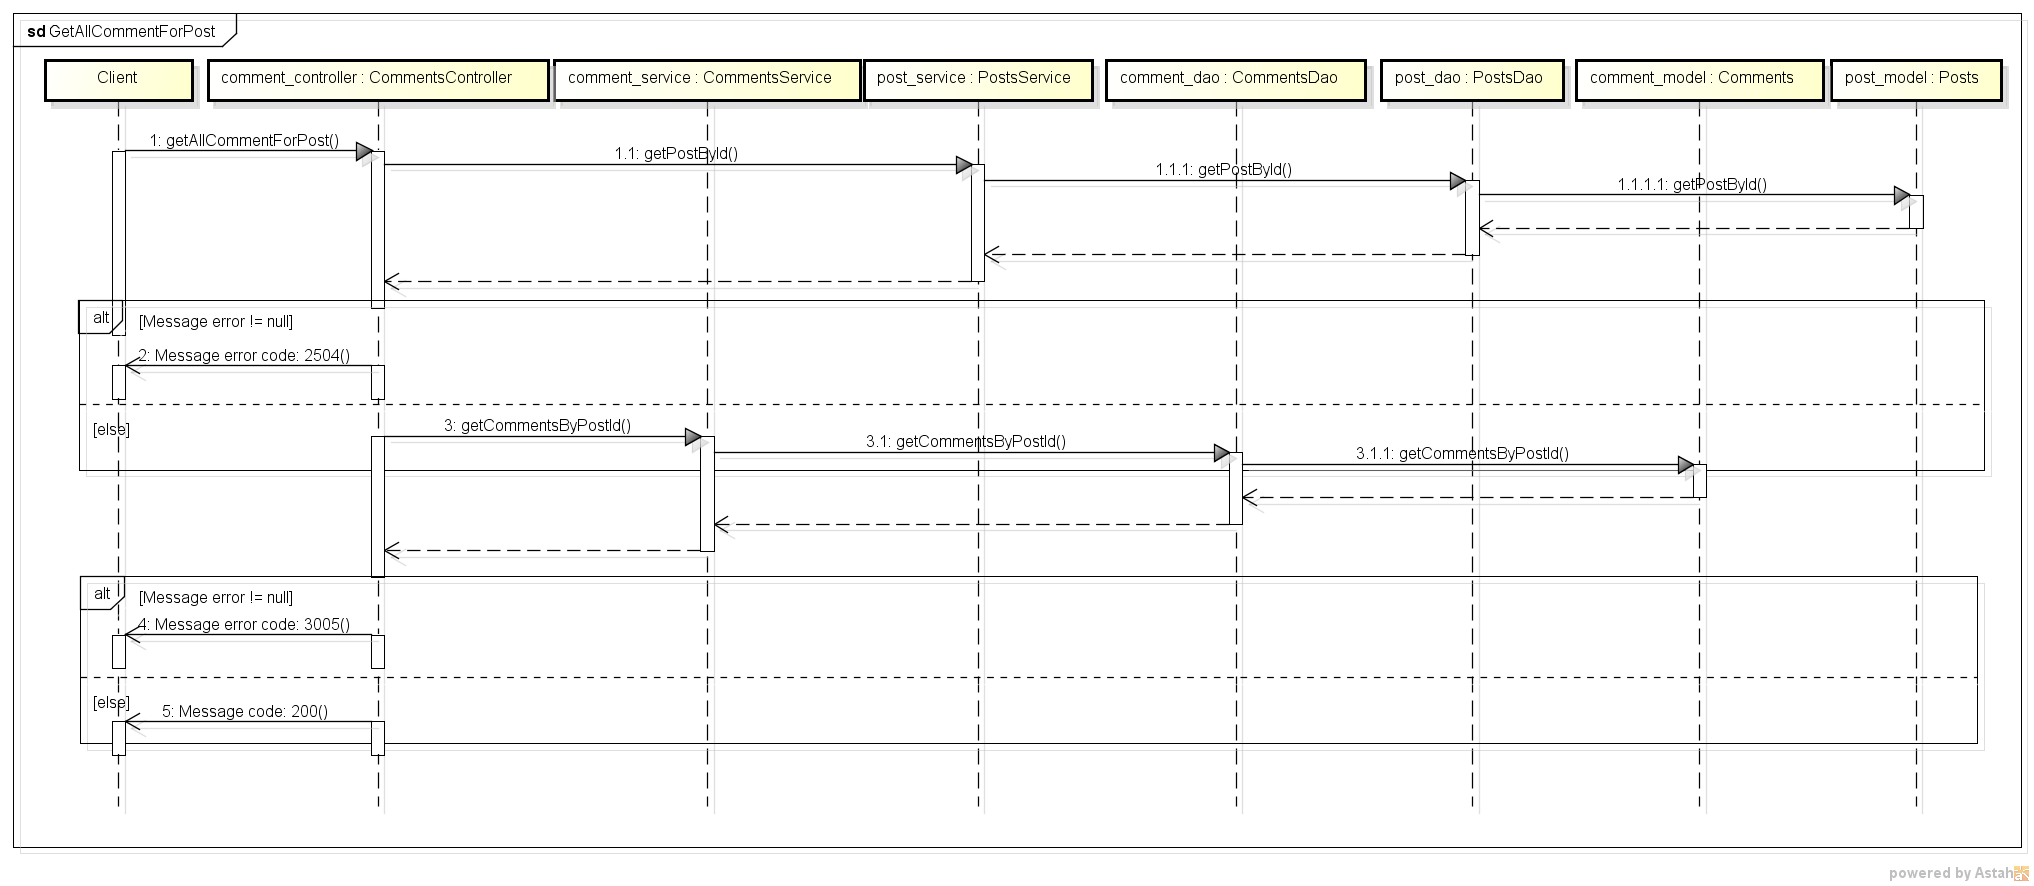 sd GetAllCommentForPost
Client
comment_controller : CommentsController
comment_service : CommentsService
post_service : PostsService
comment_dao : CommentsDao
post_dao : PostsDao
comment_model : Comments
post_model : Posts
1: getAllCommentForPost()
1.1: getPostById()
1.1.1: getPostById()
1.1.1.1: getPostById()
alt
[Message error != null]
2: Message error code: 2504()
[else]
3: getCommentsByPostId()
3.1: getCommentsByPostId()
3.1.1: getCommentsByPostId()
alt
[Message error != null]
4: Message error code: 3005()
[else]
5: Message code: 200()
powered by Astah